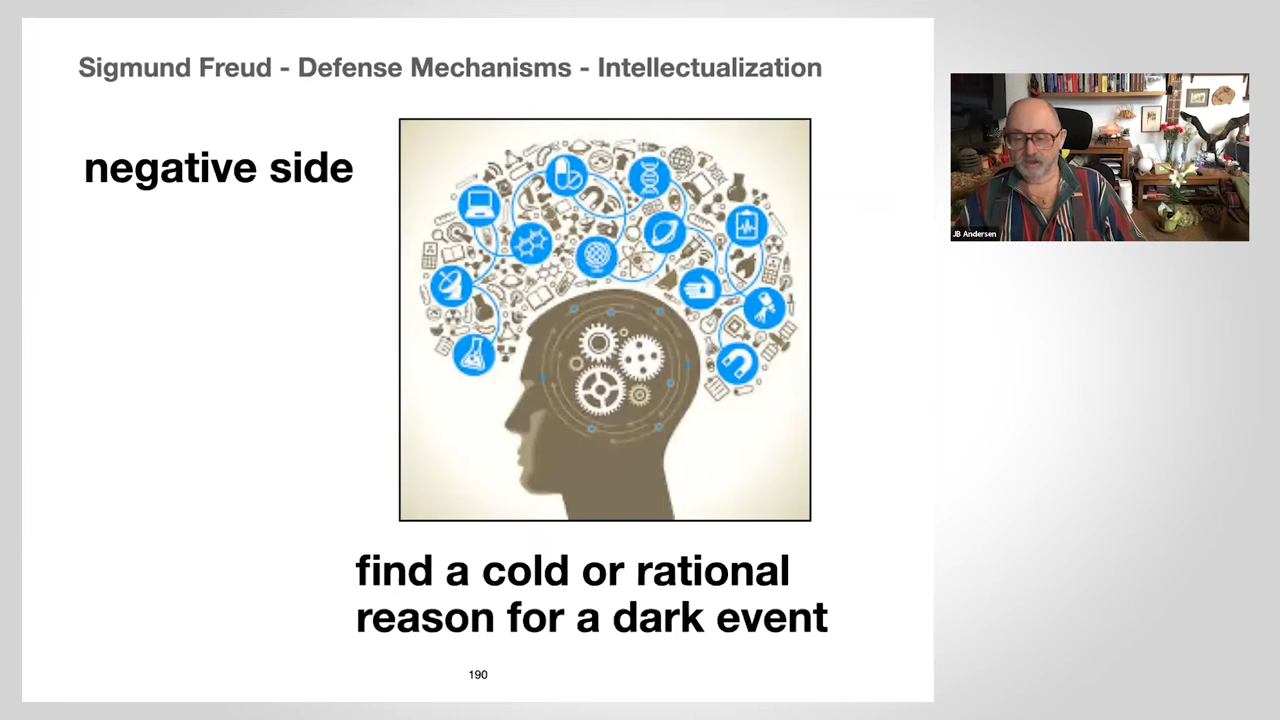 Sigmund Freud - Defense Mechanisms - Intellectualization
negative side
find a cold or rational
reason for a dark event
190
JB Andersen